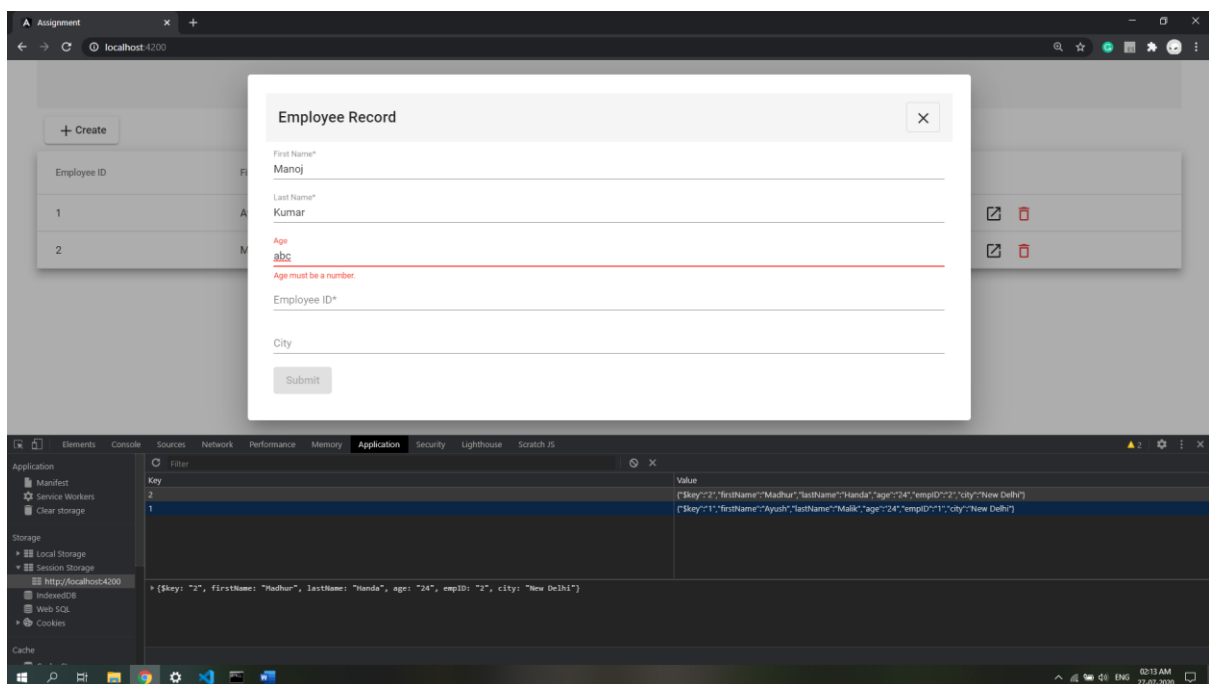 Assignment
localhost:4200
Employee Record
+ Create
First Name*
Manoj
Employee ID
Last Name*
1
Kumar
2
Age
abc
Age must be a number.
Employee ID*
City
Submit
Elements Console Sources Network Performance Memory Application Security Lighthouse Scratch JS 2
Application
Filter
Manifest
Key Value
Service Workers
2 {"$key":"2","firstName":"Madhur","lastName":"Handa","age":"24","empID":"2","city":"New Delhi"}
Clear storage
1 {"$key":"1","firstName":"Ayush","lastName":"Malik","age":"24","empID":"1","city":"New Delhi"}
Storage
Local Storage
Session Storage
http://localhost:4200
{$key: "2", firstName: "Madhur", lastName: "Handa", age: "24", empID: "2", city: "New Delhi"}
IndexedDB
Web SQL
Cookies
Cache
ENG 02:13 AM
27-07-2020